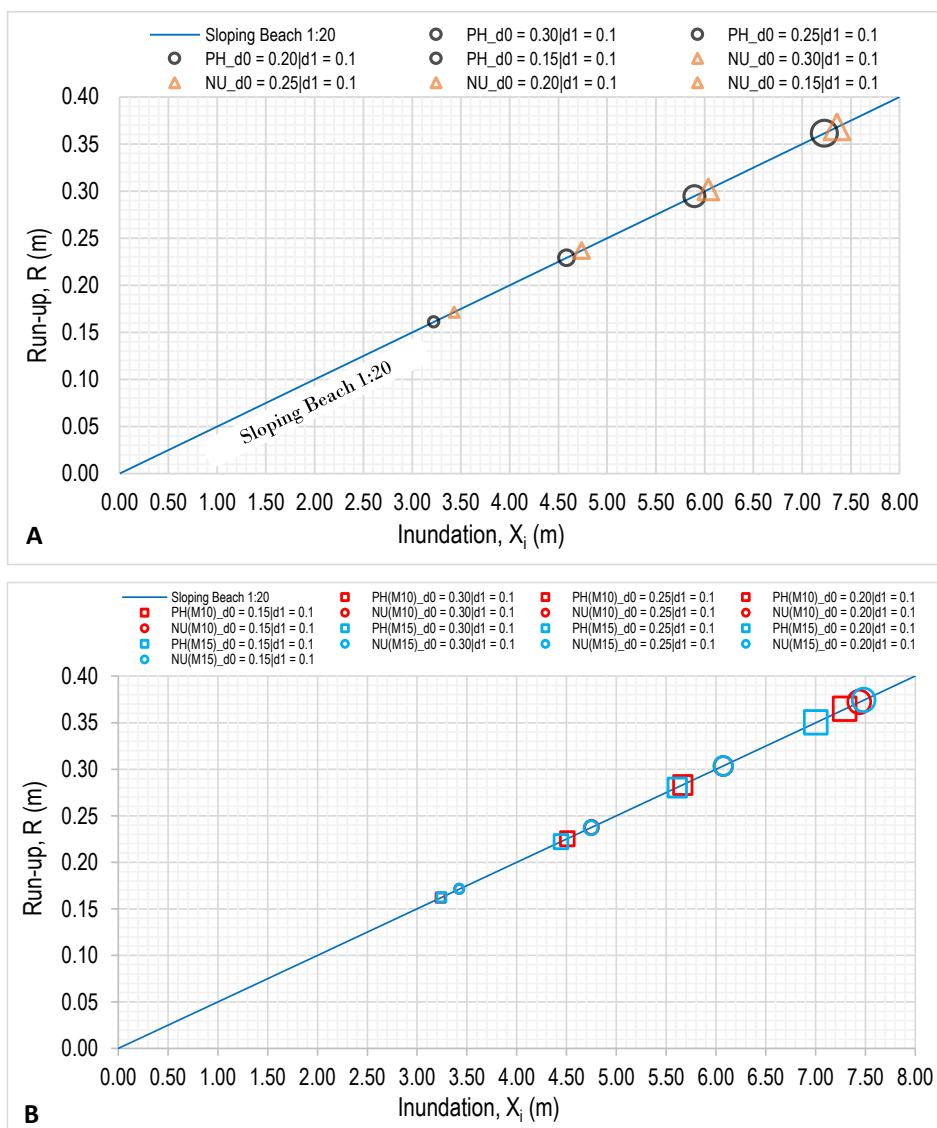 Sloping Beach 1:20 PH_d0 = 0.30|d1 = 0.1 PH_d0 = 0.25|d1 = 0.1
PH_d0 = 0.20|d1 = 0.1 PH_d0 = 0.15|d1 = 0.1 NU_d0 = 0.30|d1 = 0.1
NU_d0 = 0.25|d1 = 0.1 NU_d0 = 0.20|d1 = 0.1 NU_d0 = 0.15|d1 = 0.1
0.40
0.35
0.30
0.25
0.20
0.15
0.10
0.05
0.00
Run-up, R (m)
Sloping Beach 1:20
0.00 0.50 1.00 1.50 2.00 2.50 3.00 3.50 4.00 4.50 5.00 5.50 6.00 6.50 7.00 7.50 8.00
Inundation, Xi (m)
A
Sloping Beach 1:20 PH(M10)_d0 = 0.30|d1 = 0.1 PH(M10)_d0 = 0.25|d1 = 0.1 PH(M10)_d0 = 0.20|d1 = 0.1
PH(M10)_d0 = 0.15|d1 = 0.1 NU(M10)_d0 = 0.30|d1 = 0.1 NU(M10)_d0 = 0.25|d1 = 0.1 NU(M10)_d0 = 0.20|d1 = 0.1
NU(M10)_d0 = 0.15|d1 = 0.1 PH(M15)_d0 = 0.30|d1 = 0.1 PH(M15)_d0 = 0.25|d1 = 0.1 PH(M15)_d0 = 0.20|d1 = 0.1
PH(M15)_d0 = 0.15|d1 = 0.1 NU(M15)_d0 = 0.30|d1 = 0.1 NU(M15)_d0 = 0.25|d1 = 0.1 NU(M15)_d0 = 0.20|d1 = 0.1
NU(M15)_d0 = 0.15|d1 = 0.1
0.40
0.35
0.30
0.25
0.20
0.15
0.10
0.05
0.00
Run-up, R (m)
0.00 0.50 1.00 1.50 2.00 2.50 3.00 3.50 4.00 4.50 5.00 5.50 6.00 6.50 7.00 7.50 8.00
Inundation, Xi (m)
B